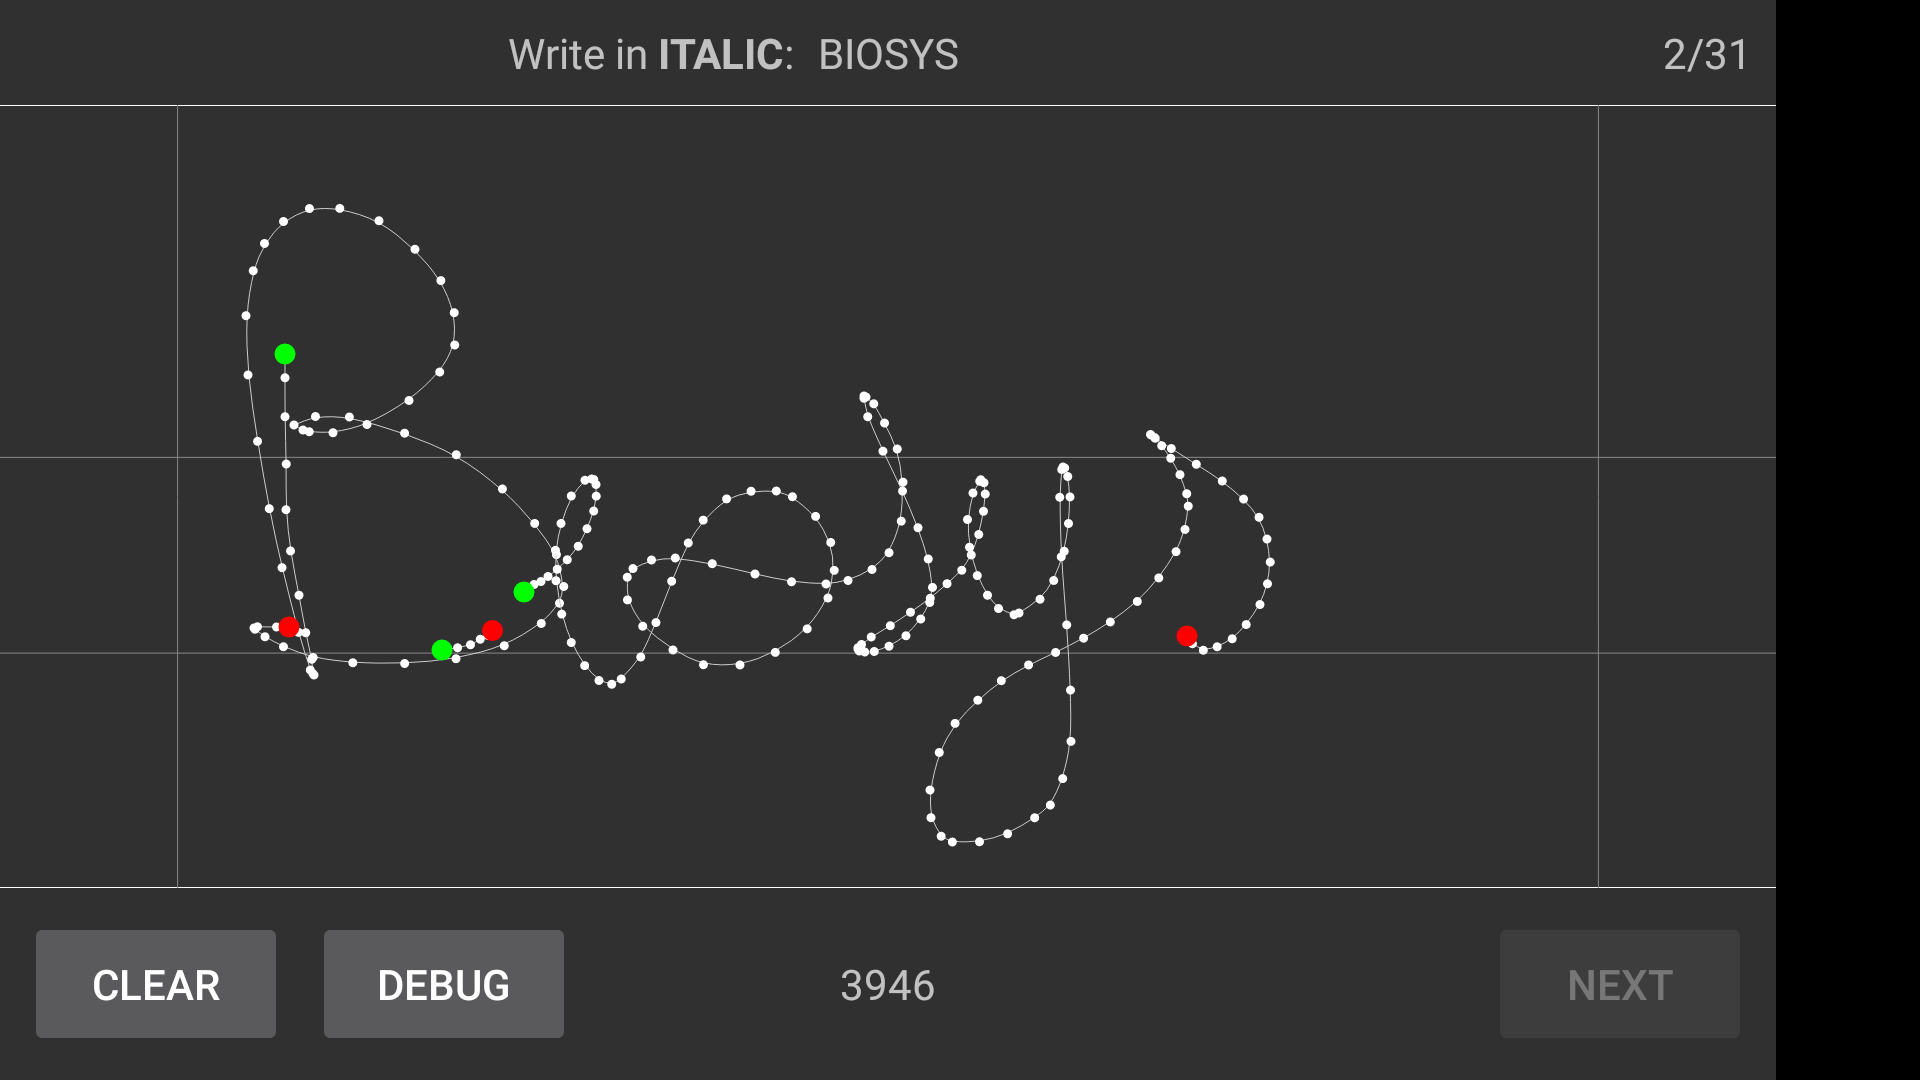 Write in ITALIC: BIOSYS
2/31
Biosys
CLEAR
DEBUG
3946
NEXT